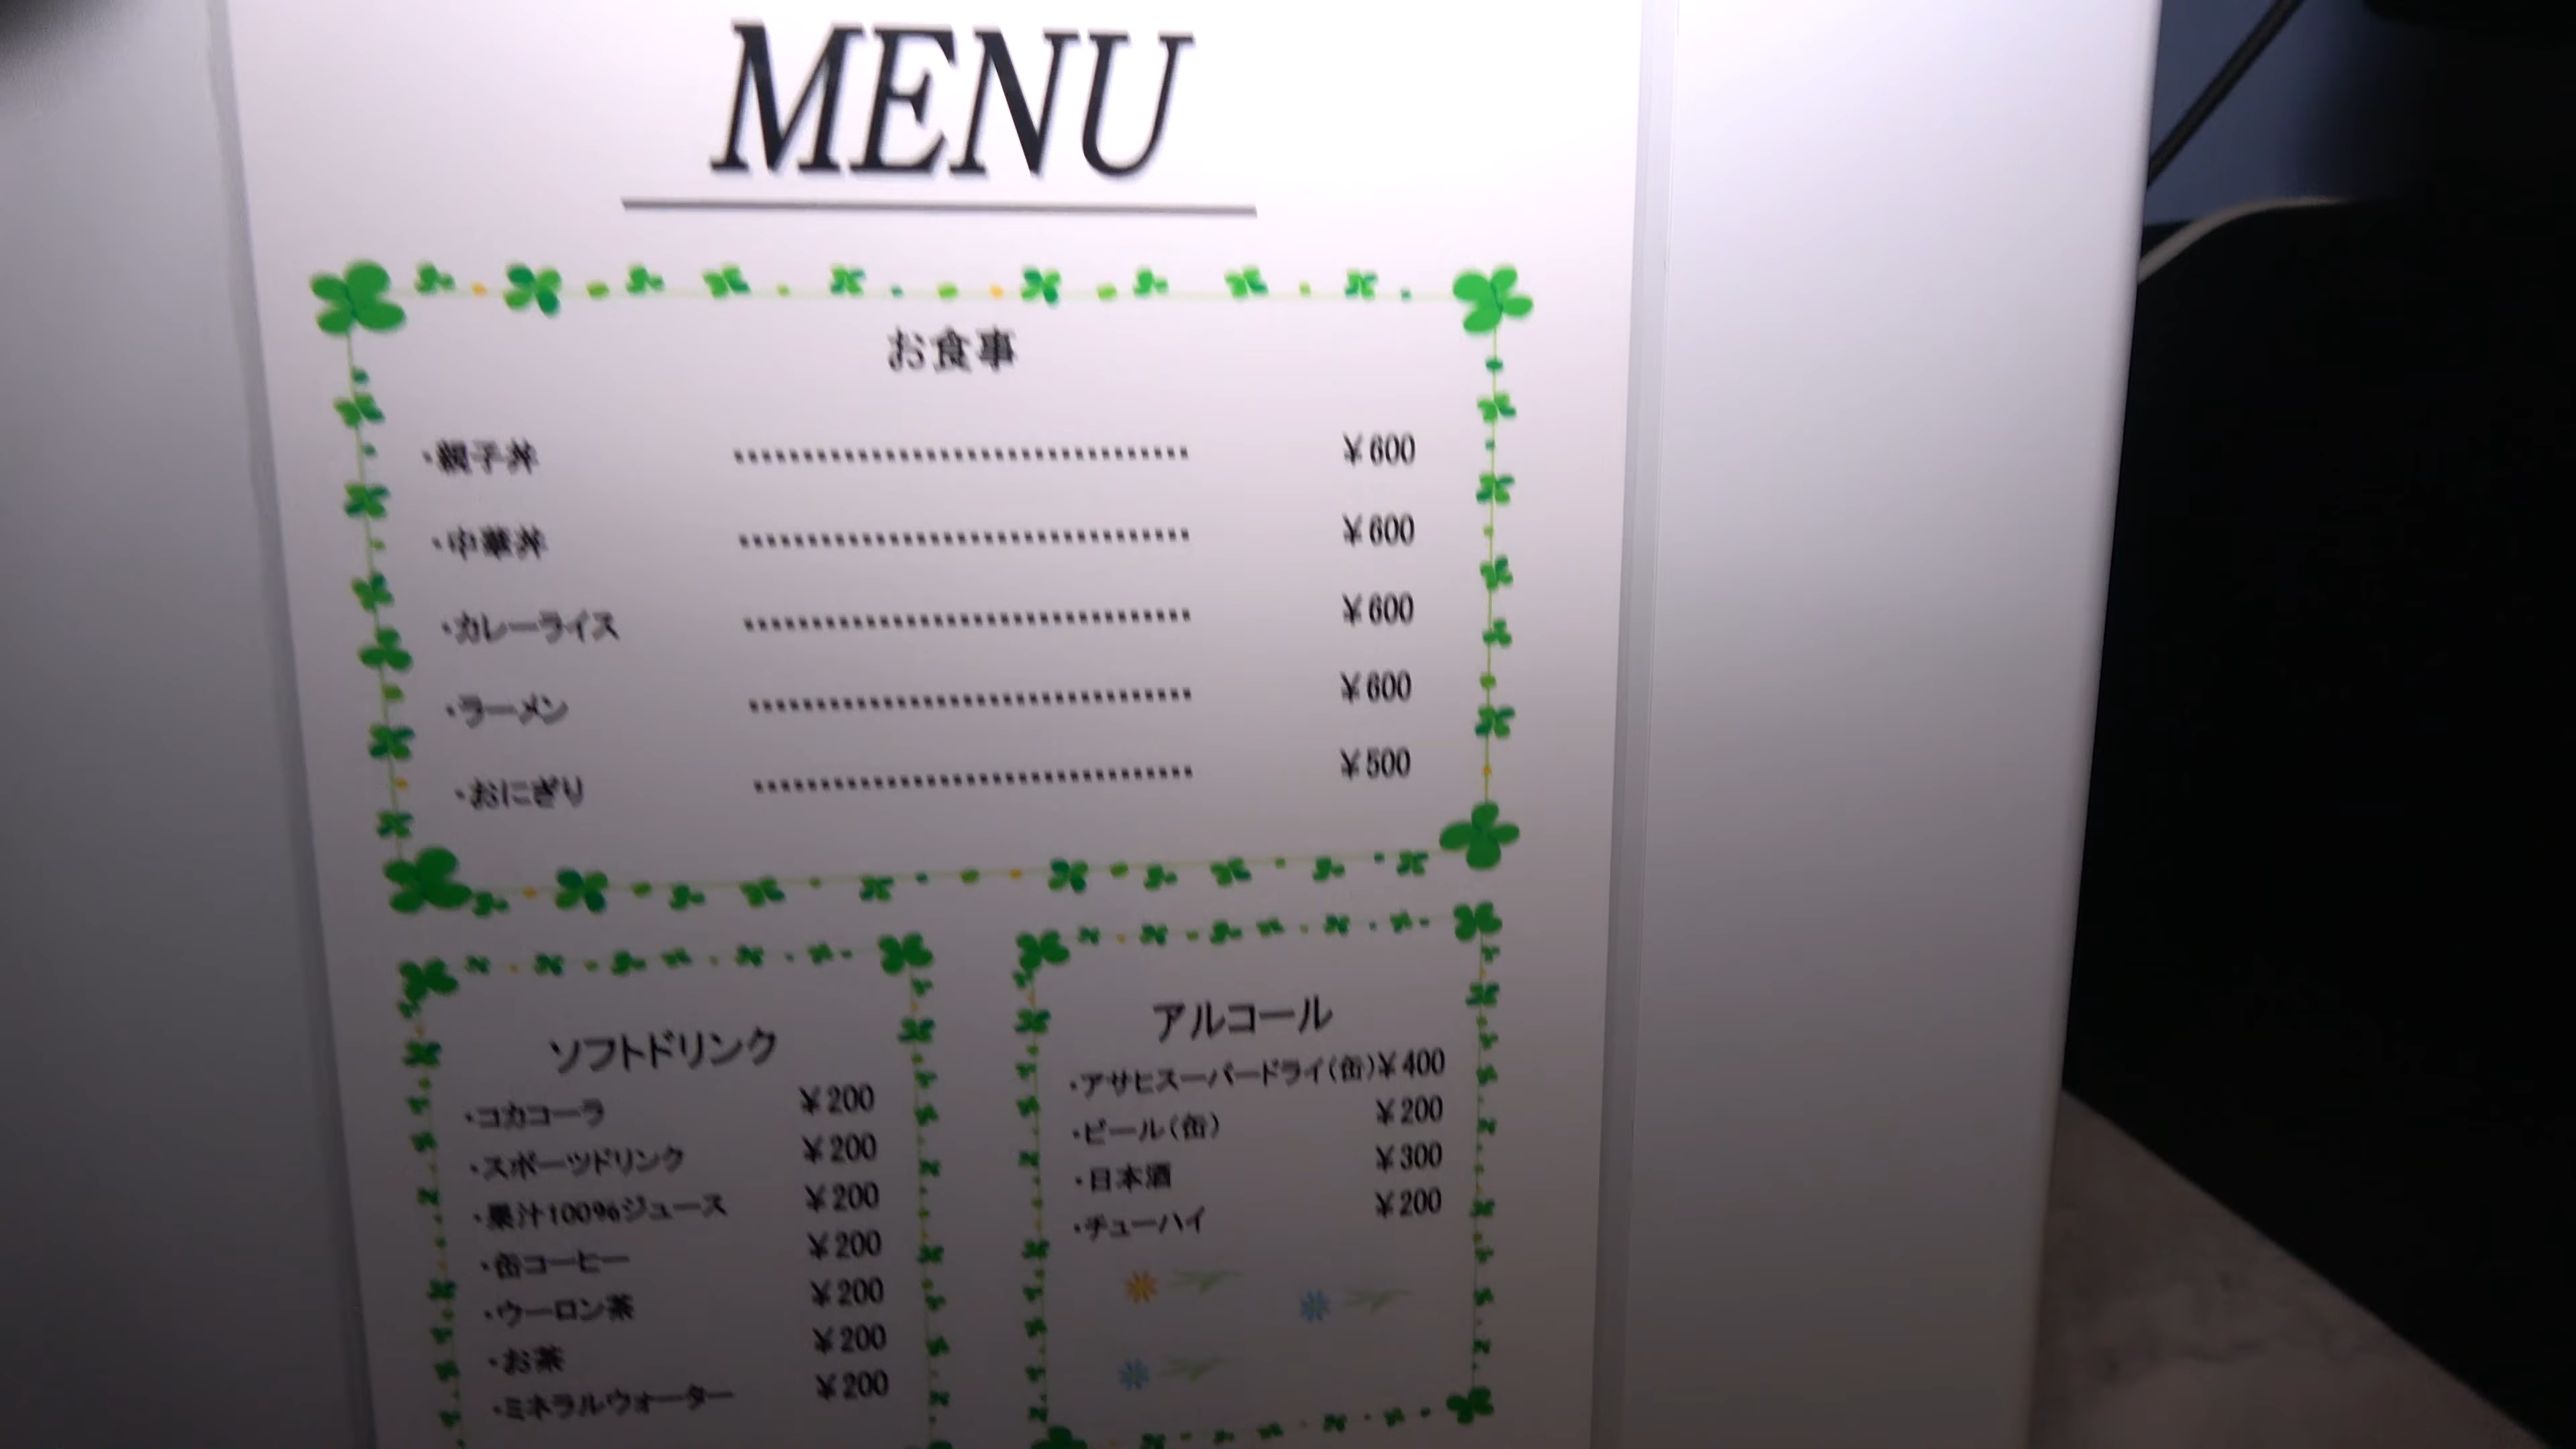 MENU
お食事
・親子丼 ¥600
・中華丼 ¥600
・カレーライス ¥600
・ラーメン ¥600
・おにぎり ¥500
ソフトドリンク
・コカコーラ ¥200
・スポーツドリンク ¥200
・果汁100%ジュース ¥200
・缶コーヒー ¥200
・ウーロン茶 ¥200
・お茶 ¥200
・ミネラルウォーター ¥200
アルコール
・アサヒスーパードライ(缶)¥400
・ビール(缶) ¥200
・日本酒 ¥300
・チューハイ ¥200